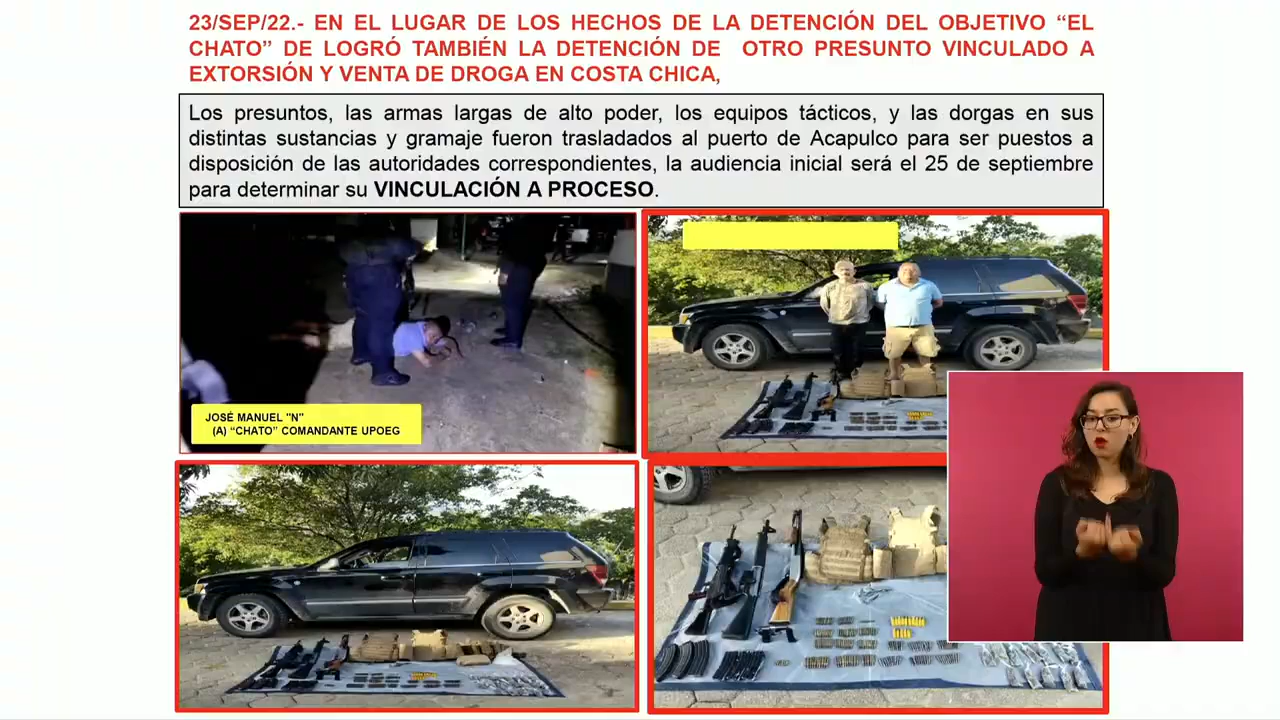 23/SEP/22.- EN EL LUGAR DE LOS HECHOS DE LA DETENCIÓN DEL OBJETIVO “EL
CHATO” DE LOGRÓ TAMBIÉN LA DETENCIÓN DE OTRO PRESUNTO VINCULADO A
EXTORSIÓN Y VENTA DE DROGA EN COSTA CHICA,
Los presuntos, las armas largas de alto poder, los equipos tácticos, y las dorgas en sus
distintas sustancias y gramaje fueron trasladados al puerto de Acapulco para ser puestos a
disposición de las autoridades correspondientes, la audiencia inicial será el 25 de septiembre
para determinar su VINCULACIÓN A PROCESO.
JOSÉ MANUEL "N"
(A) “CHATO” COMANDANTE UPOEG